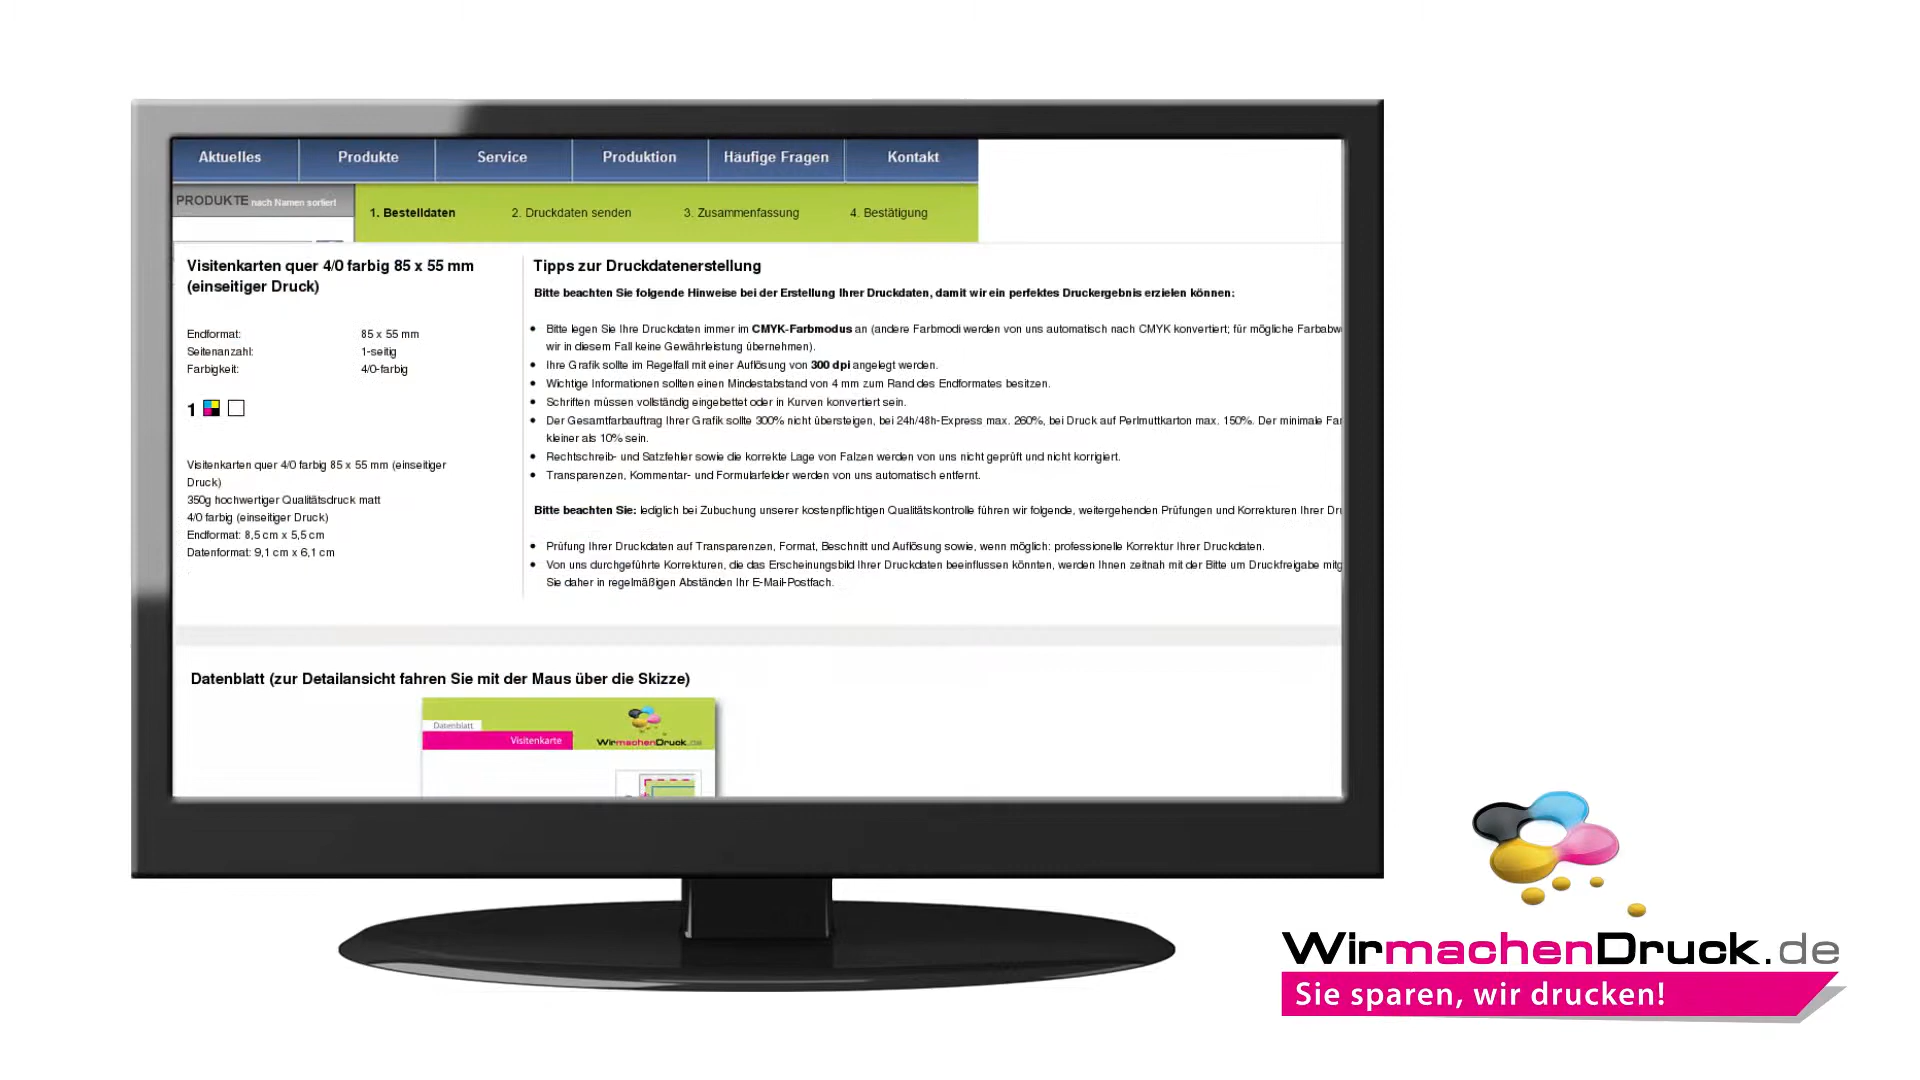 Aktuelles Produkte Service Produktion Häufige Fragen Kontakt
PRODUKTE nach Namen sortiert
1. Bestelldaten 2. Druckdaten senden 3. Zusammenfassung 4. Bestätigung
Visitenkarten quer 4/0 farbig 85 x 55 mm
(einseitiger Druck)
Endformat: 85 x 55 mm
Seitenanzahl: 1-seitig
Farbigkeit: 4/0-farbig
1
Visitenkarten quer 4/0 farbig 85 x 55 mm (einseitiger
Druck)
350g hochwertiger Qualitätsdruck matt
4/0 farbig (einseitiger Druck)
Endformat: 8,5 cm x 5,5 cm
Datenformat: 9,1 cm x 6,1 cm
Tipps zur Druckdatenerstellung
Bitte beachten Sie folgende Hinweise bei der Erstellung Ihrer Druckdaten, damit wir ein perfektes Druckergebnis erzielen können:
• Bitte legen Sie Ihre Druckdaten immer im CMYK-Farbmodus an (andere Farbmodi werden von uns automatisch nach CMYK konvertiert; für mögliche
wir in diesem Fall keine Gewährleistung übernehmen).
• Ihre Grafik sollte im Regelfall mit einer Auflösung von 300 dpi angelegt werden.
• Wichtige Informationen sollten einen Mindestabstand von 4 mm zum Rand des Endformates besitzen.
• Schriften müssen vollständig eingebettet oder in Kurven konvertiert sein.
• Der Gesamtfarbauftrag Ihrer Grafik sollte 300% nicht übersteigen, bei 24h/48h-Express max. 260%, bei Druck auf Perlmuttkarton max. 150%. Der minimale
kleiner als 10% sein.
• Rechtschreib- und Satzfehler sowie die korrekte Lage von Falzen werden von uns nicht geprüft und nicht korrigiert.
• Transparenzen, Kommentar- und Formularfelder werden von uns automatisch entfernt.
Bitte beachten Sie: lediglich bei Zubuchung unserer kostenpflichtigen Qualitätskontrolle führen wir folgende, weitergehenden Prüfungen und Korrekturen Ihrer
• Prüfung Ihrer Druckdaten auf Transparenzen, Format, Beschnitt und Auflösung sowie, wenn möglich: professionelle Korrektur Ihrer Druckdaten.
• Von uns durchgeführte Korrekturen, die das Erscheinungsbild Ihrer Druckdaten beeinflussen könnten, werden Ihnen zeitnah mit der Bitte um Druckfreigabe
Sie daher in regelmäßigen Abständen Ihr E-Mail-Postfach.
Datenblatt (zur Detailansicht fahren Sie mit der Maus über die Skizze)
Datenblatt
Visitenkarte
WirmachenDruck.de
WirmachenDruck.de
Sie sparen, wir drucken!